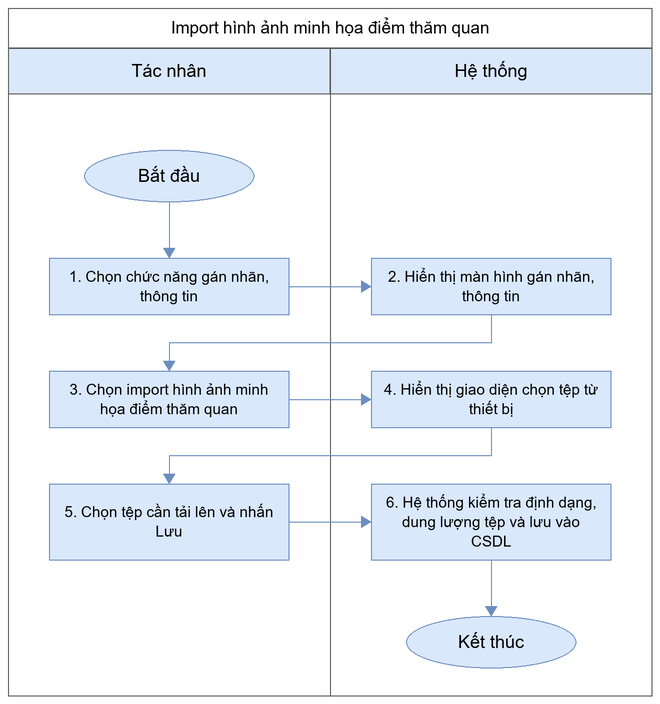 Import hình ảnh minh họa điểm thăm quan
Tác nhân
Hệ thống
Bắt đầu
1. Chọn chức năng gán nhãn,
thông tin
2. Hiển thị màn hình gán nhãn,
thông tin
3. Chọn import hình ảnh minh
họa điểm thăm quan
4. Hiển thị giao diện chọn tệp từ
thiết bị
5. Chọn tệp cần tải lên và nhấn
Lưu
6. Hệ thống kiểm tra định dạng,
dung lượng tệp và lưu vào
CSDL
Kết thúc